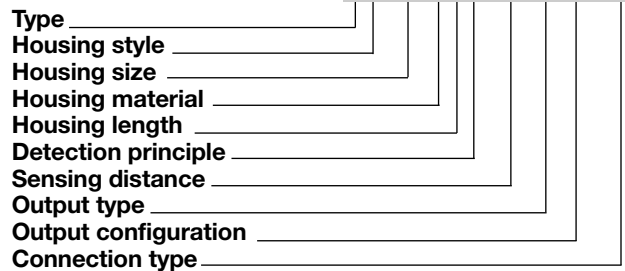 Type
Housing style
Housing size
Housing material
Housing length
Detection principle
Sensing distance
Output type
Output configuration
Connection type